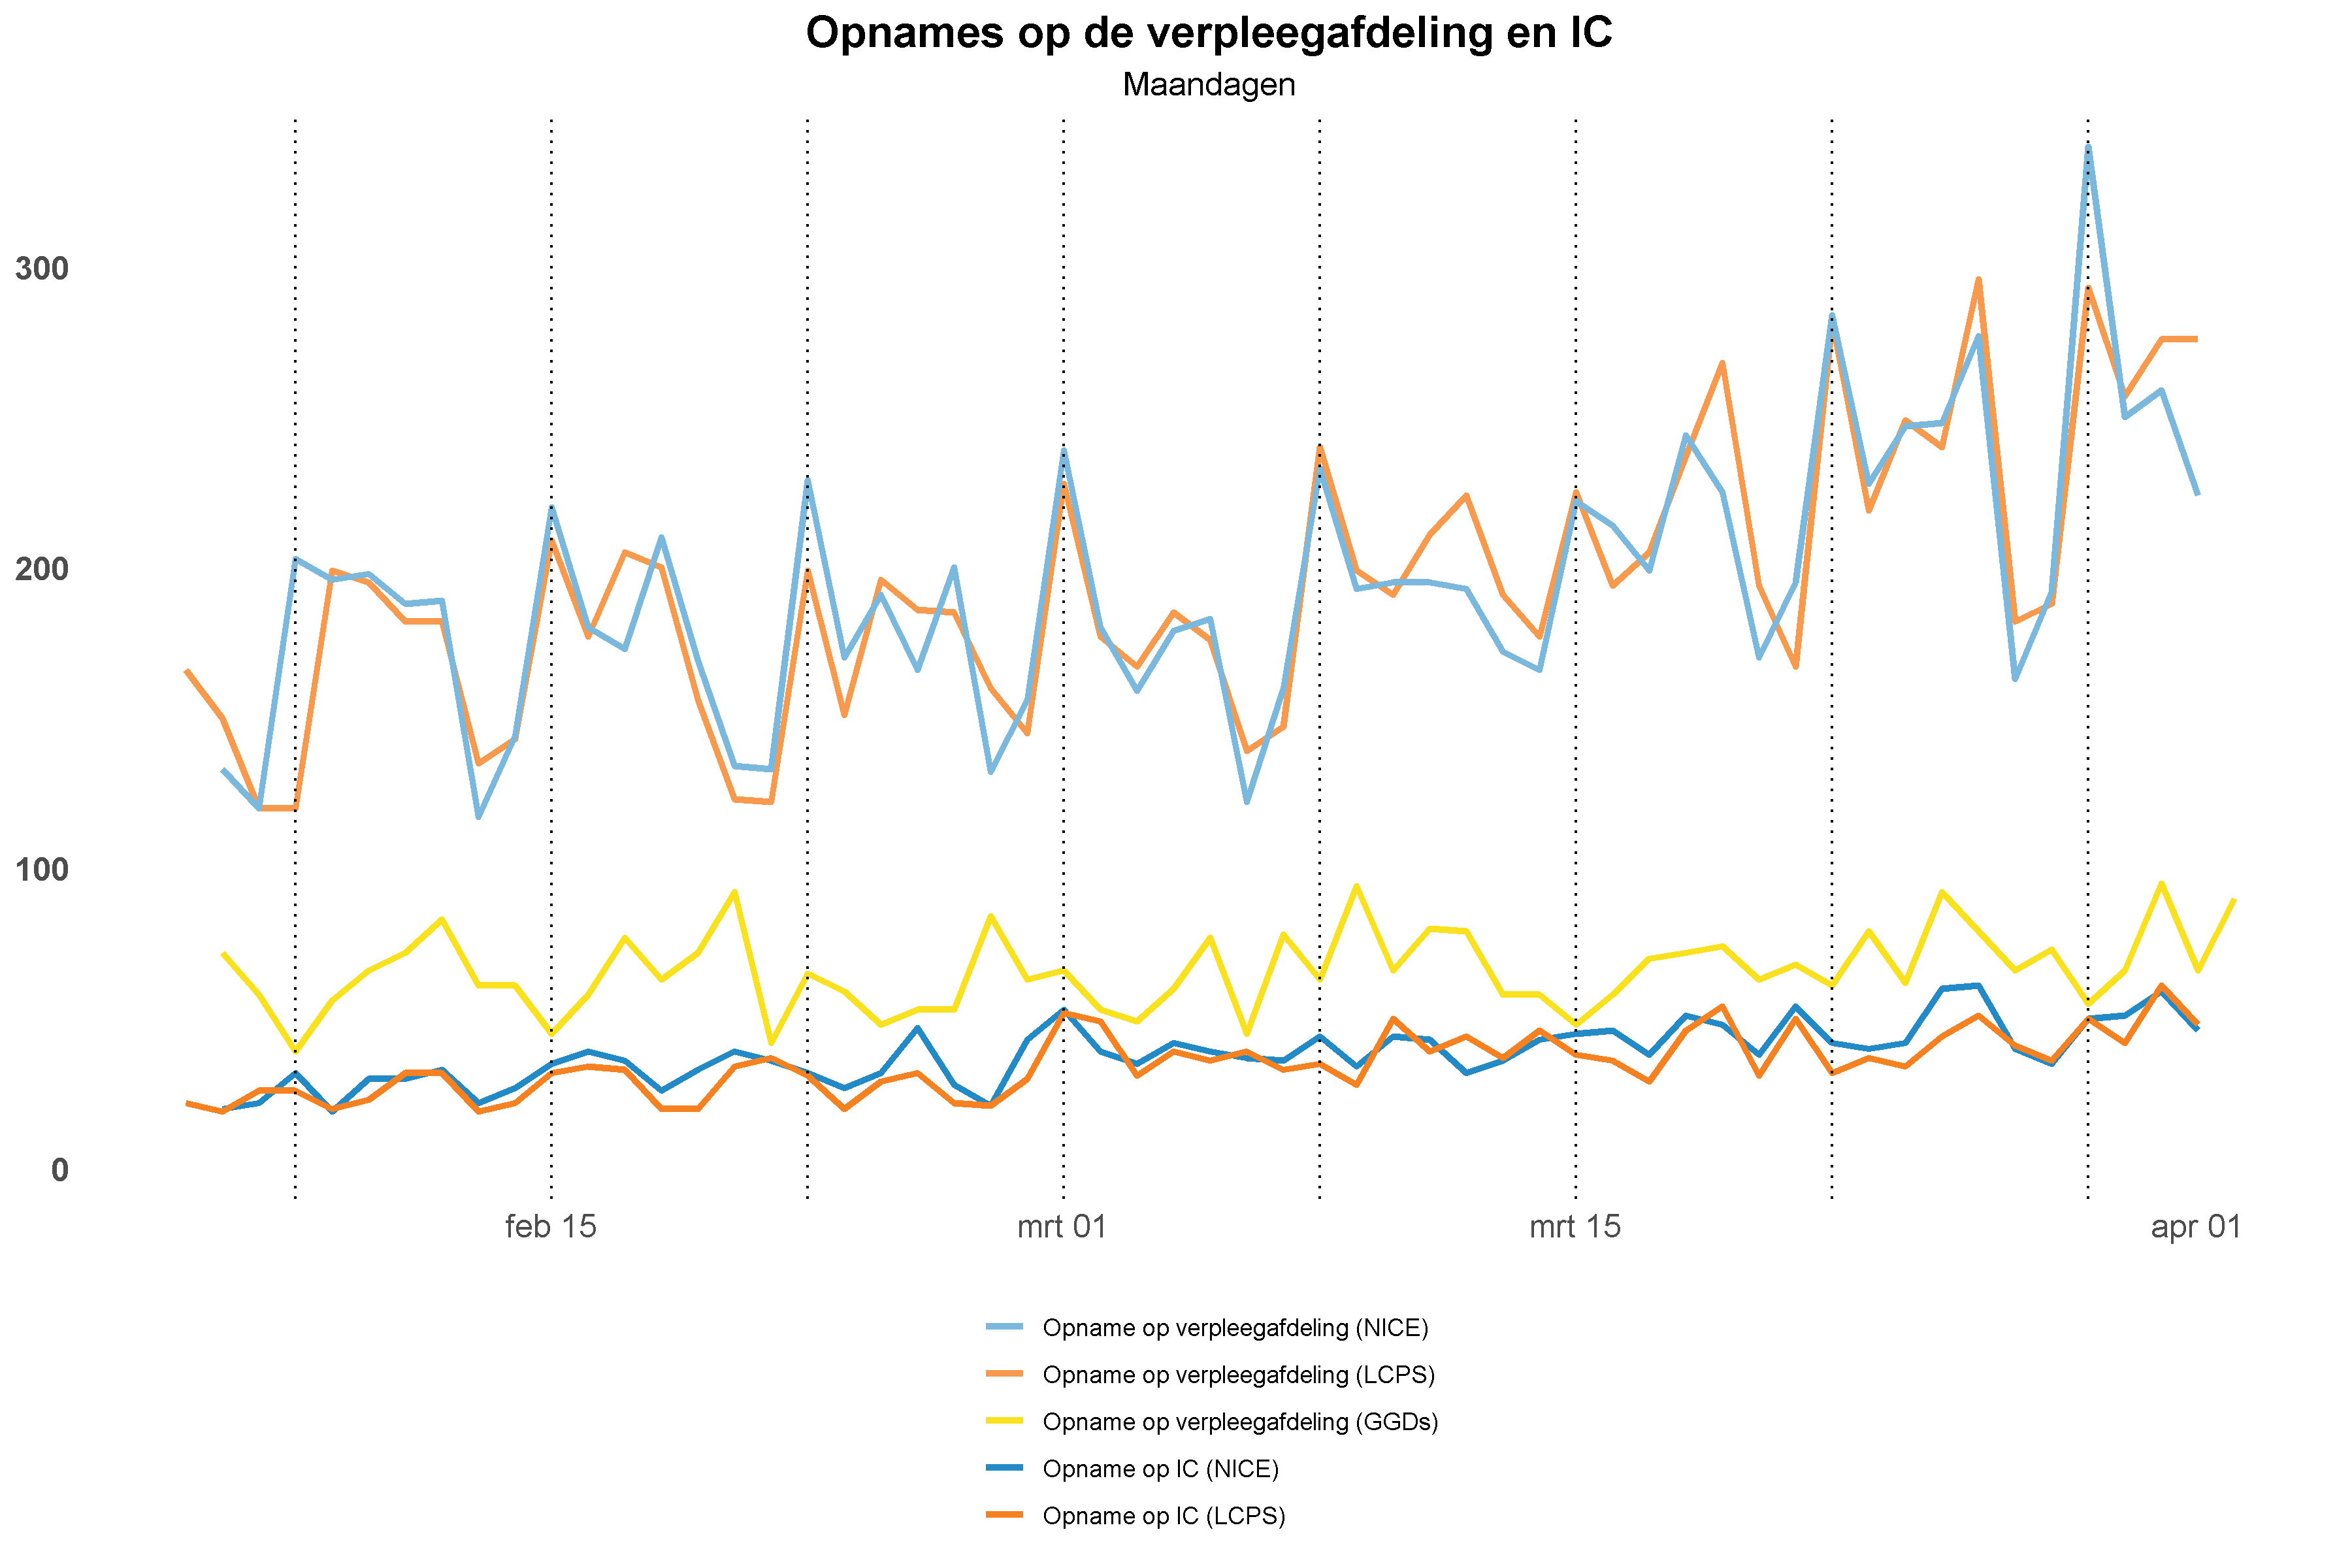 Opnames op de verpleegafdeling en IC
Maandagen
300
200
100
0
feb 15 mrt 01 mrt 15 apr 01
Opname op verpleegafdeling (NICE)
Opname op verpleegafdeling (LCPS)
Opname op verpleegafdeling (GGDs)
Opname op IC (NICE)
Opname op IC (LCPS)